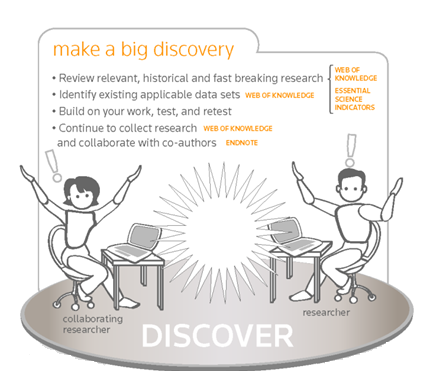 make a big discovery
• Review relevant, historical and fast breaking research
WEB OF
KNOWLEDGE
ESSENTIAL
SCIENCE
INDICATORS
• Identify existing applicable data sets WEB OF KNOWLEDGE
• Build on your work, test, and retest
• Continue to collect research WEB OF KNOWLEDGE
and collaborate with co-authors ENDNOTE
!
!
collaborating
researcher
researcher
DISCOVER